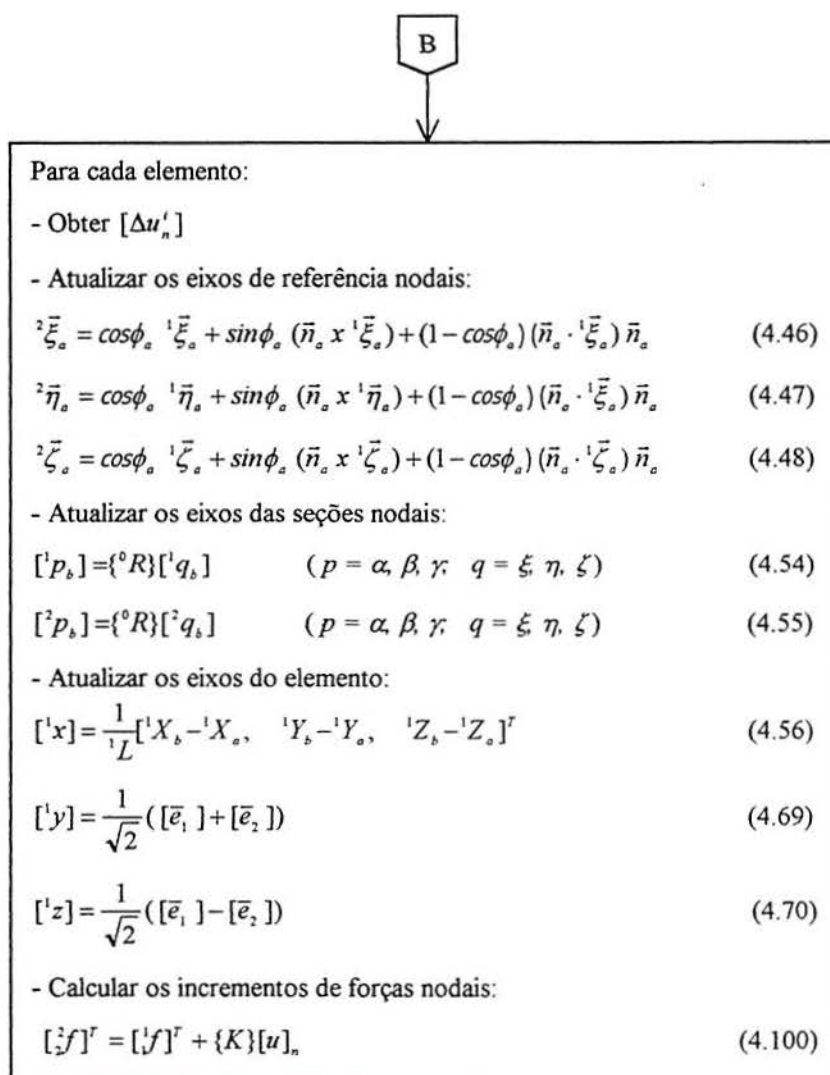 B
Para cada elemento:
- Obter [Δu′ₙ]
- Atualizar os eixos de referência nodais:
²ξ⃗ₐ = cosϕₐ ¹ξ⃗ₐ + sinϕₐ (n⃗ₐ x ¹ξ⃗ₐ) + (1 − cosϕₐ) (n⃗ₐ · ¹ξ⃗ₐ) n⃗ₐ (4.46)
²η⃗ₐ = cosϕₐ ¹η⃗ₐ + sinϕₐ (n⃗ₐ x ¹η⃗ₐ) + (1 − cosϕₐ) (n⃗ₐ · ¹ξ⃗ₐ) n⃗ₐ (4.47)
²ζ⃗ₐ = cosϕₐ ¹ζ⃗ₐ + sinϕₐ (n⃗ₐ x ¹ζ⃗ₐ) + (1 − cosϕₐ) (n⃗ₐ · ¹ζ⃗ₐ) n⃗ₐ (4.48)
- Atualizar os eixos das seções nodais:
[¹p_b] = {⁰R}[¹q_b] (p = α, β, γ, q = ξ, η, ζ) (4.54)
[²p_b] = {⁰R}[²q_b] (p = α, β, γ, q = ξ, η, ζ) (4.55)
- Atualizar os eixos do elemento:
[¹x] = 1/¹L [¹X_b − ¹Xₐ, ¹Y_b − ¹Yₐ, ¹Z_b − ¹Zₐ]ᵀ (4.56)
[¹y] = 1/√2 ([e̅₁] + [e̅₂]) (4.69)
[¹z] = 1/√2 ([e̅₁] − [e̅₂]) (4.70)
- Calcular os incrementos de forças nodais:
[²₂f]ᵀ = [¹₁f]ᵀ + {K}[u]ₙ (4.100)